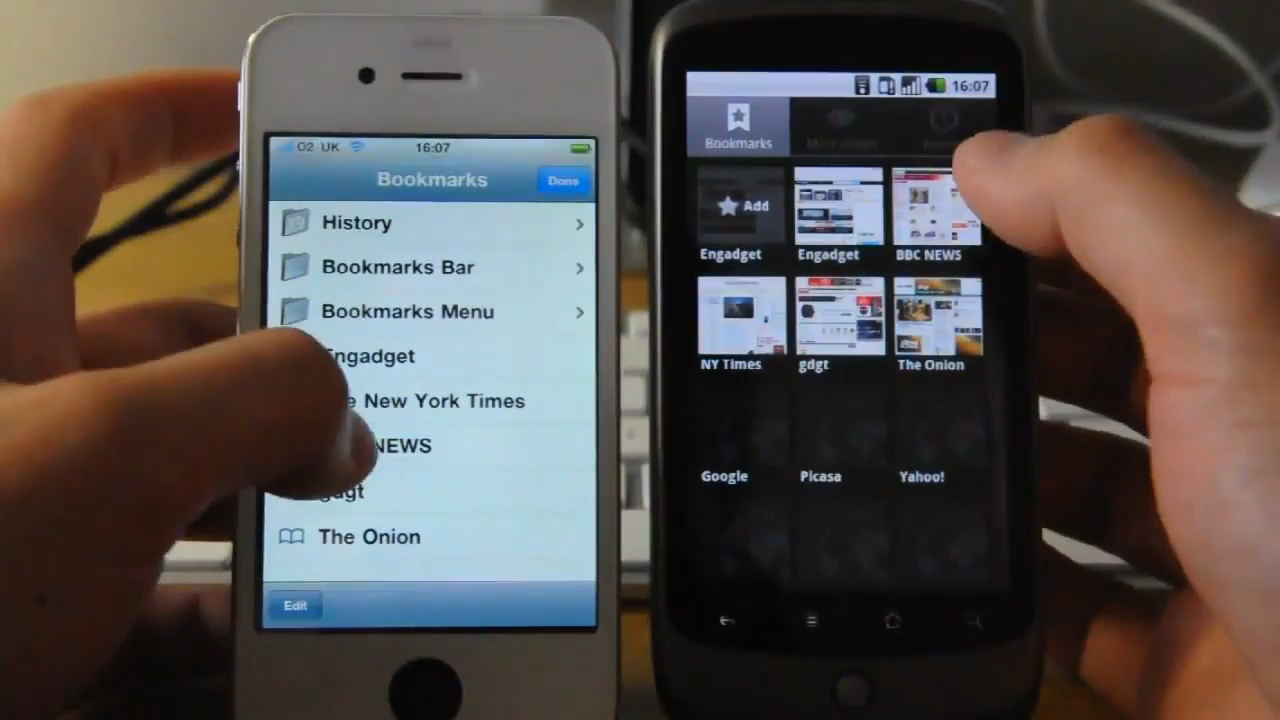 O2-UK
16:07
Bookmarks
Done
History
Bookmarks Bar
Bookmarks Menu
Engadget
New York Times
NEWS
gdgt
The Onion
Edit
16:07
Bookmarks
Add
Engadget
Engadget
BBC NEWS
NY Times
gdgt
The Onion
Google
Picasa
Yahoo!